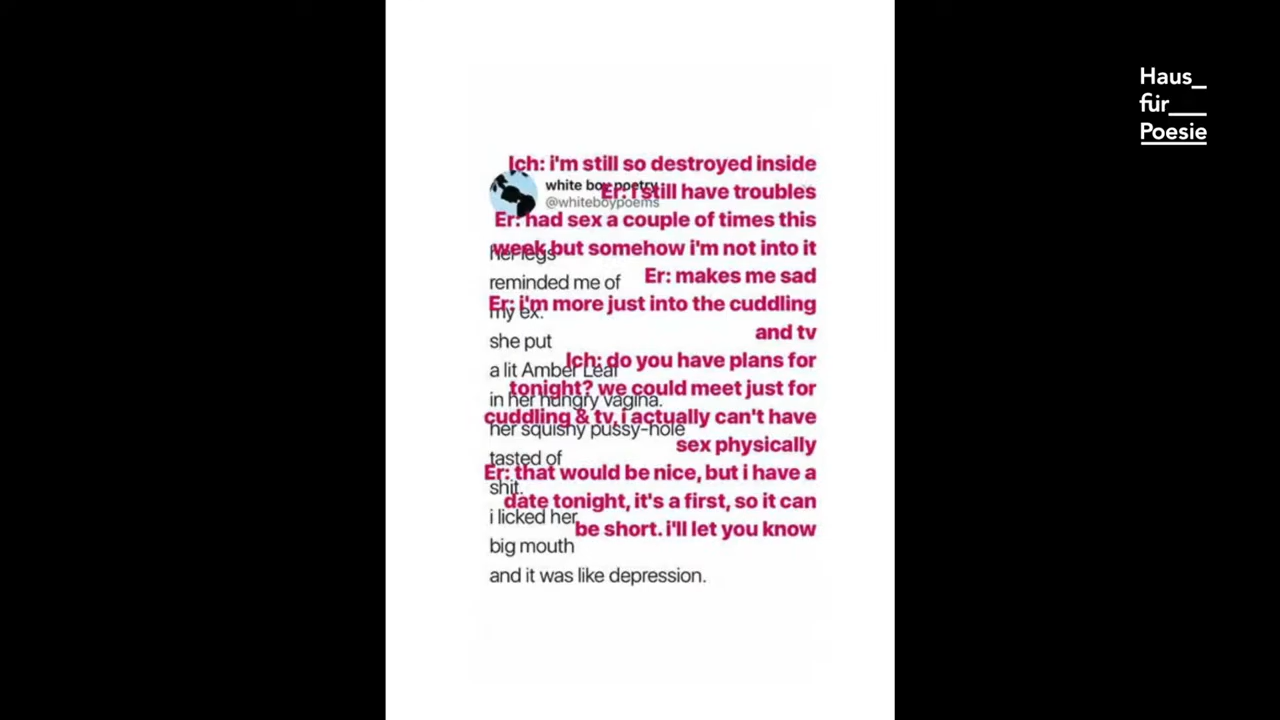 Haus_
für__
Poesie
Ich: i'm still so destroyed inside
Er: i still have troubles
Er: had sex a couple of times this
week but somehow i'm not into it
Er: makes me sad
Er: i'm more just into the cuddling
and tv
Ich: do you have plans for
tonight? we could meet just for
cuddling & tv, i actually can't have
sex physically
Er: that would be nice, but i have a
date tonight, it's a first, so it can
be short. i'll let you know
white boy poetry
@whiteboypoems
her legs
reminded me of
my ex.
she put
a lit Amber Leaf
in her hungry vagina.
her squishy pussy-hole
tasted of
shit.
i licked her
big mouth
and it was like depression.